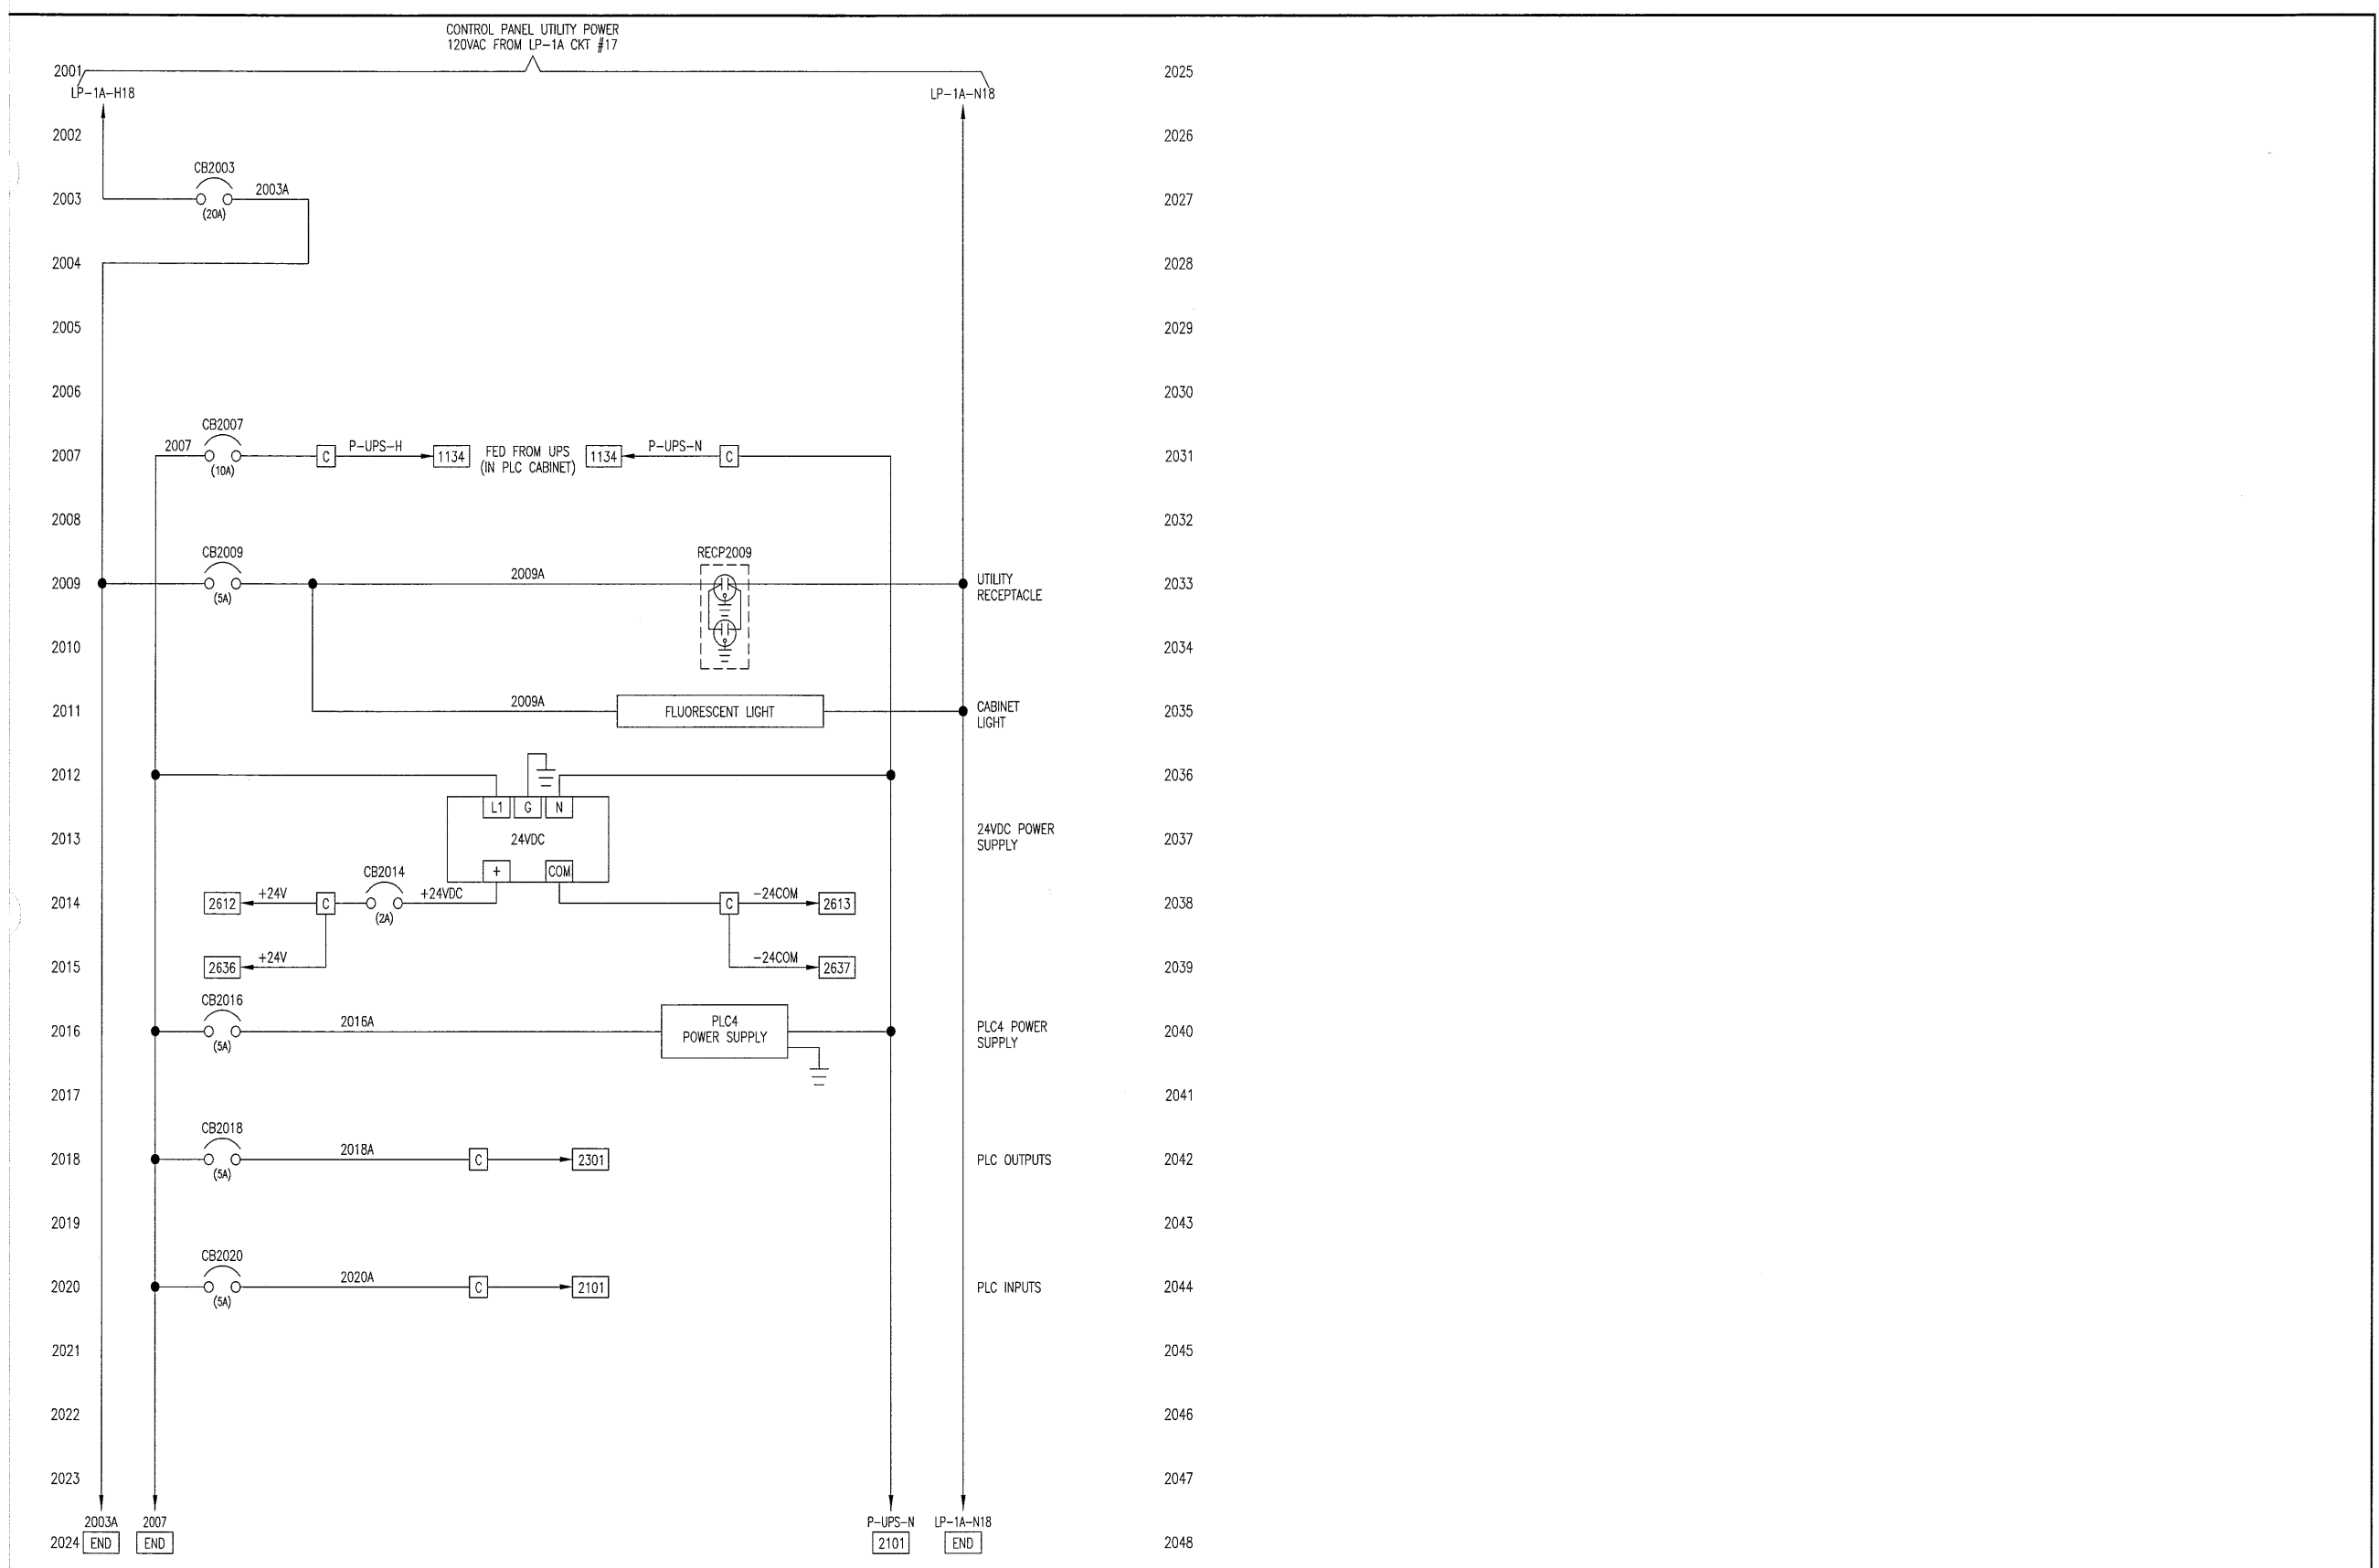 CONTROL PANEL UTILITY POWER
120VAC FROM LP-1A CKT #17
2001
2025
LP-1A-H18
LP-1A-N18
2002
2026
CB2003
2003
2003A
2027
(20A)
2004
2028
2005
2029
2006
2030
CB2007
2007
2007
(10A)
C
P-UPS-H
1134
FED FROM UPS
(IN PLC CABINET)
1134
P-UPS-N
C
2031
2008
2032
CB2009
RECP2009
2009
(5A)
2009A
UTILITY
RECEPTACLE
2033
2010
2034
2011
2009A
FLUORESCENT LIGHT
CABINET
LIGHT
2035
2012
2036
L1
G
N
2013
24VDC
24VDC POWER
SUPPLY
2037
+
COM
CB2014
2014
2612
+24V
C
(2A)
+24VDC
C
-24COM
2613
2038
2015
2636
+24V
-24COM
2637
2039
CB2016
2016
(5A)
2016A
PLC4
POWER SUPPLY
PLC4 POWER
SUPPLY
2040
2017
2041
CB2018
2018
(5A)
2018A
C
2301
PLC OUTPUTS
2042
2019
2043
CB2020
2020
(5A)
2020A
C
2101
PLC INPUTS
2044
2021
2045
2022
2046
2023
2047
2003A
2007
P-UPS-N
LP-1A-N18
2024
END
END
2101
END
2048